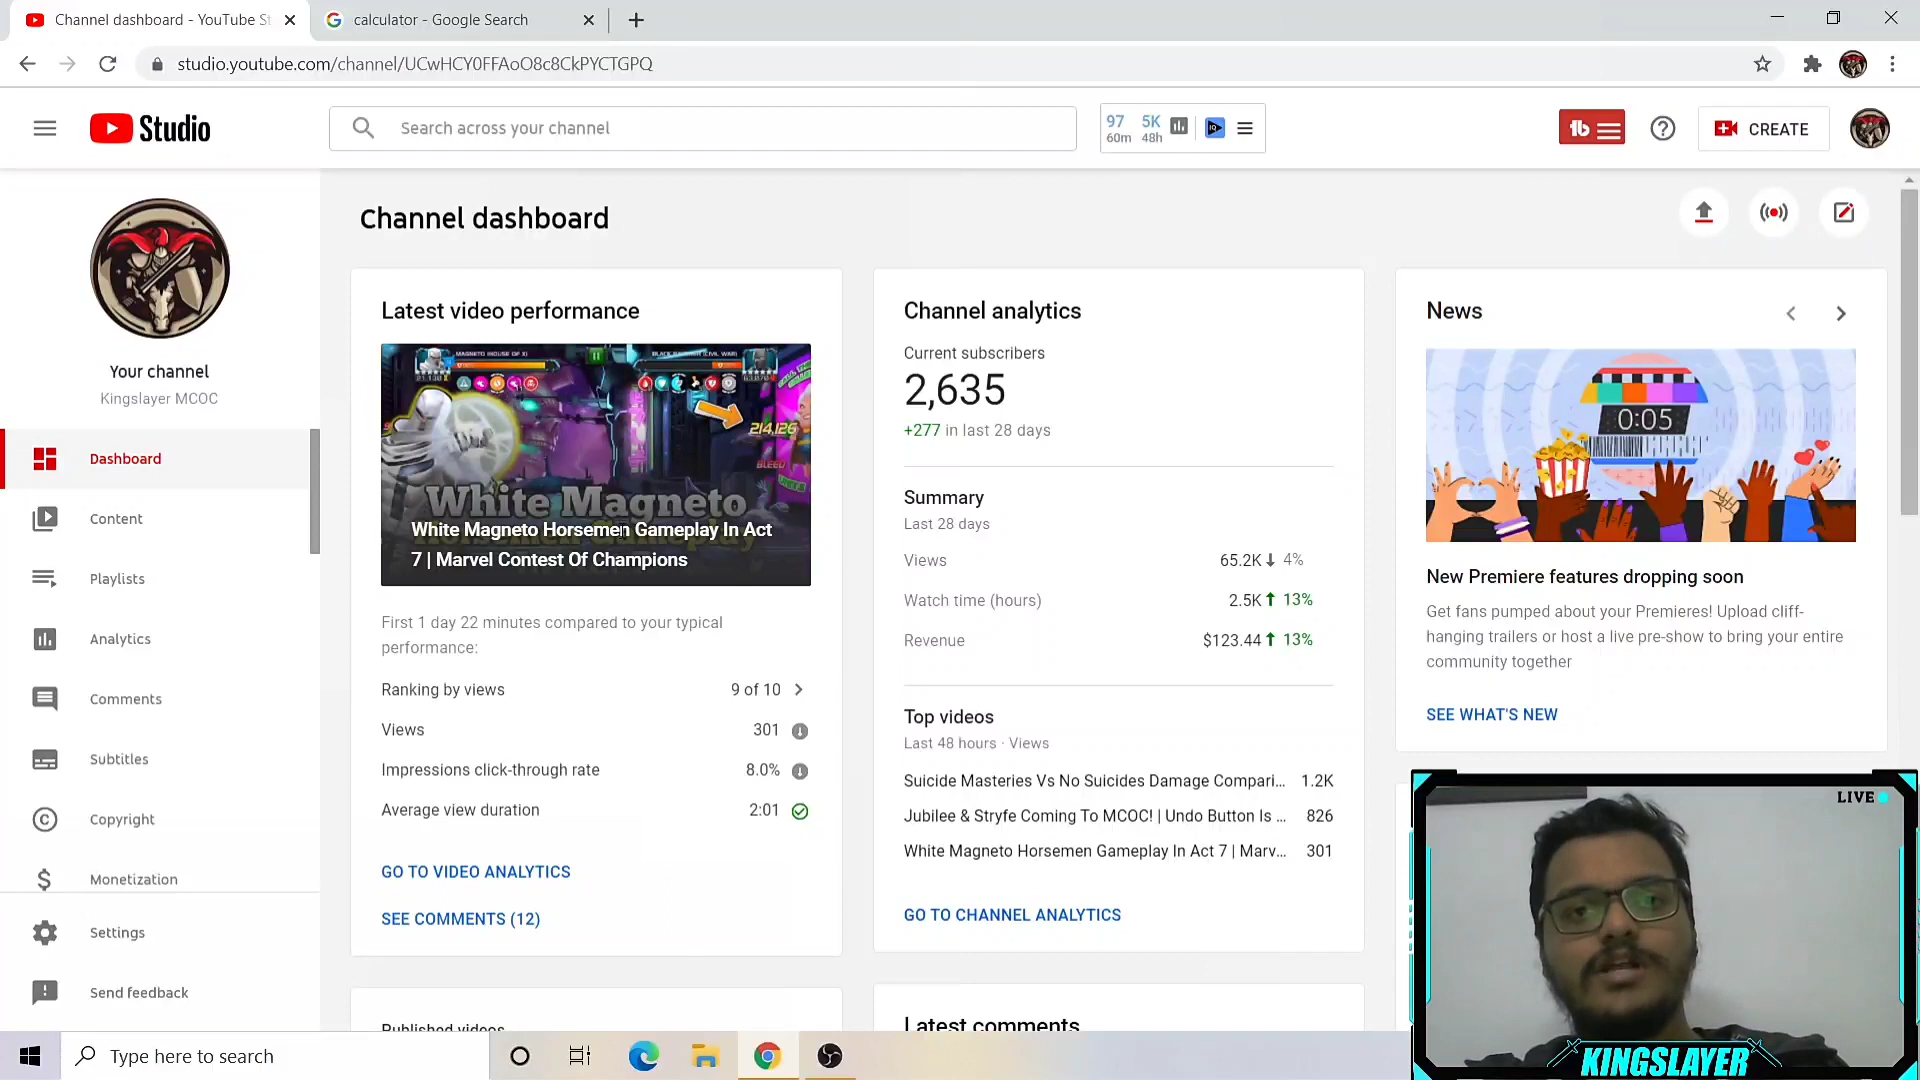 Channel dashboard - YouTube St
calculator - Google Search
studio.youtube.com/channel/UCwHCY0FFAoO8c8CkPYCTGPQ
Studio
Search across your channel
97 5K
60m 48h
CREATE
Your channel
Kingslayer MCOC
Dashboard
Content
Playlists
Analytics
Comments
Subtitles
Copyright
Monetization
Settings
Send feedback
Channel dashboard
Latest video performance
MAGNETO (HOUSE OF X)
214,126
BLEED
White Magneto
White Magneto Horsemen Gameplay In Act
7 | Marvel Contest Of Champions
First 1 day 22 minutes compared to your typical
performance:
Ranking by views 9 of 10
Views 301
Impressions click-through rate 8.0%
Average view duration 2:01
GO TO VIDEO ANALYTICS
SEE COMMENTS (12)
Published videos
Channel analytics
Current subscribers
2,635
+277 in last 28 days
Summary
Last 28 days
Views 65.2K 4%
Watch time (hours) 2.5K 13%
Revenue $123.44 13%
Top videos
Last 48 hours · Views
Suicide Masteries Vs No Suicides Damage Compari... 1.2K
Jubilee & Stryfe Coming To MCOC! | Undo Button Is ... 826
White Magneto Horsemen Gameplay In Act 7 | Marv... 301
GO TO CHANNEL ANALYTICS
Latest comments
News
0:05
New Premiere features dropping soon
Get fans pumped about your Premieres! Upload cliff-
hanging trailers or host a live pre-show to bring your entire
community together
SEE WHAT'S NEW
LIVE
KINGSLAYER
Type here to search